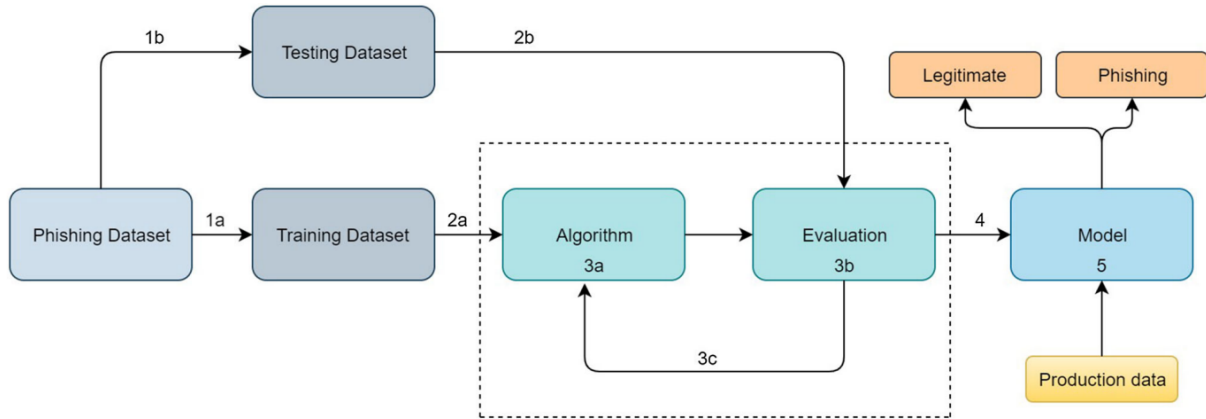 1b
Testing Dataset
2b
Legitimate
Phishing
Phishing Dataset
1a
Training Dataset
2a
Algorithm
3a
Evaluation
3b
4
Model
5
3c
Production data